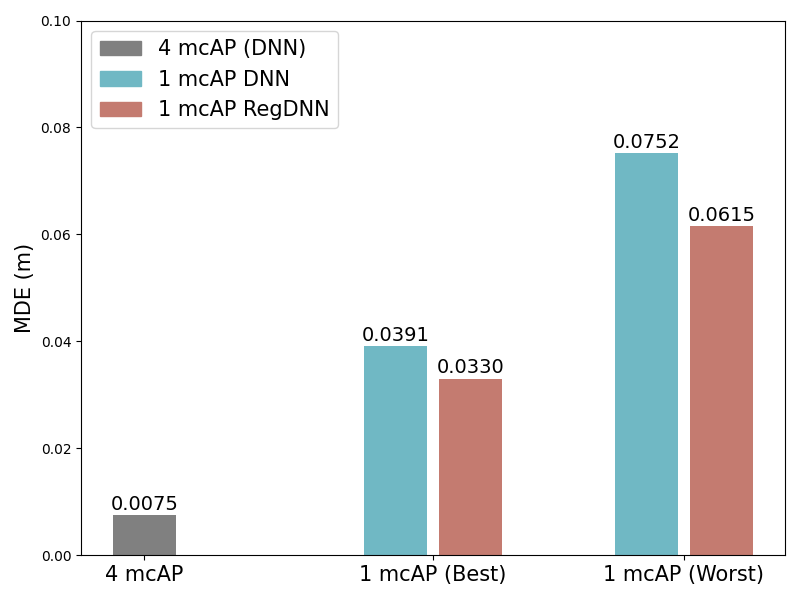 0.10
0.08
0.06
0.04
0.02
0.00
MDE (m)
4 mcAP (DNN)
1 mcAP DNN
1 mcAP RegDNN
0.0075
0.0391
0.0330
0.0752
0.0615
4 mcAP
1 mcAP (Best)
1 mcAP (Worst)